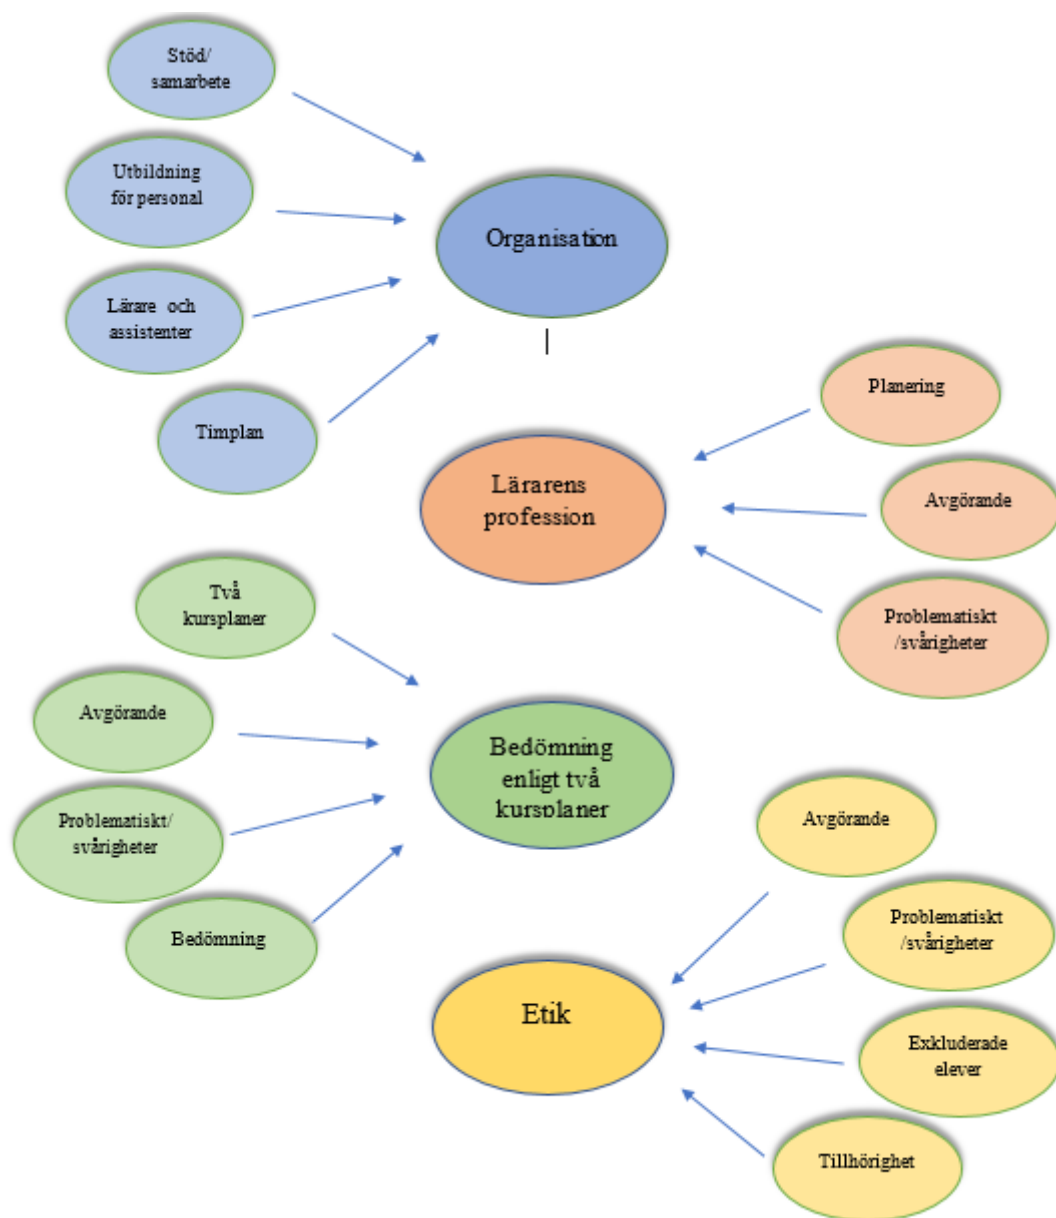 Stöd/
samarbete
Utbildning
för personal
Organisation
Lärare och
assistenter
Timplan
Planering
Lärarens
profession
Avgörande
Problematiskt
/svårigheter
Två
kursplaner
Avgörande
Problematiskt/
svårigheter
Bedömning
Bedömning
enligt två
kursplaner
Avgörande
Problematiskt
/svårigheter
Etik
Exkluderade
elever
Tillhörighet